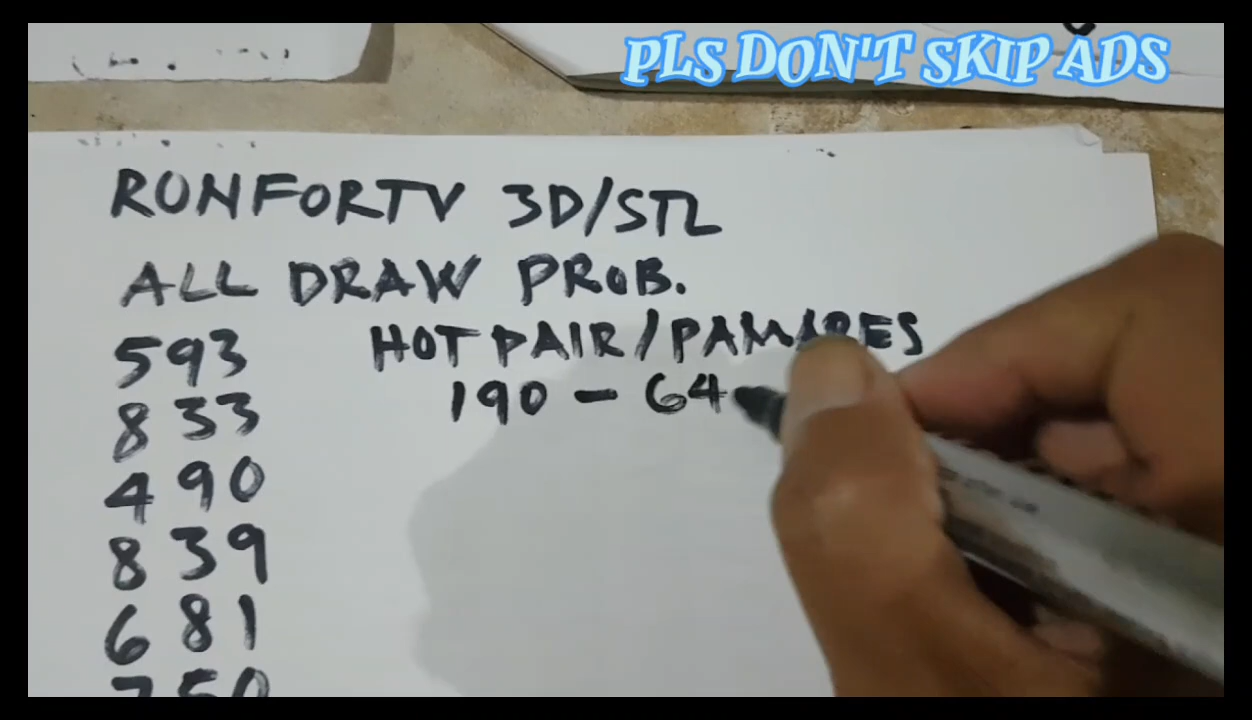 PLS DON'T SKIP ADS
RONFORTV 3D/STL
ALL DRAW PROB.
593
HOT PAIR/PAMARES
833
190 - 64
490
839
681
750